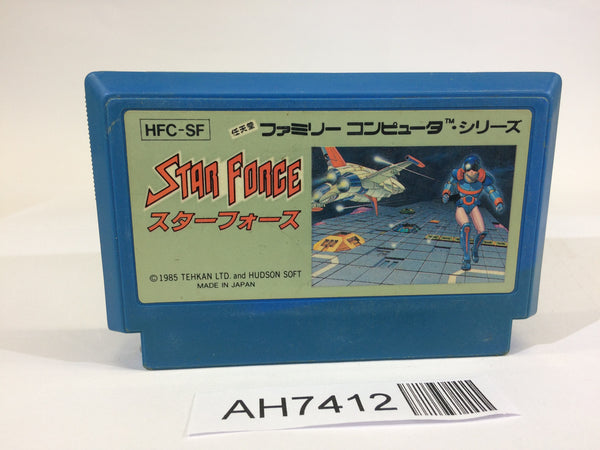 HFC-SF
任天堂 ファミリー コンピュータ™・シリーズ
STAR FORCE
スターフォース
©1985 TEHKAN LTD. and HUDSON SOFT
MADE IN JAPAN
AH7412